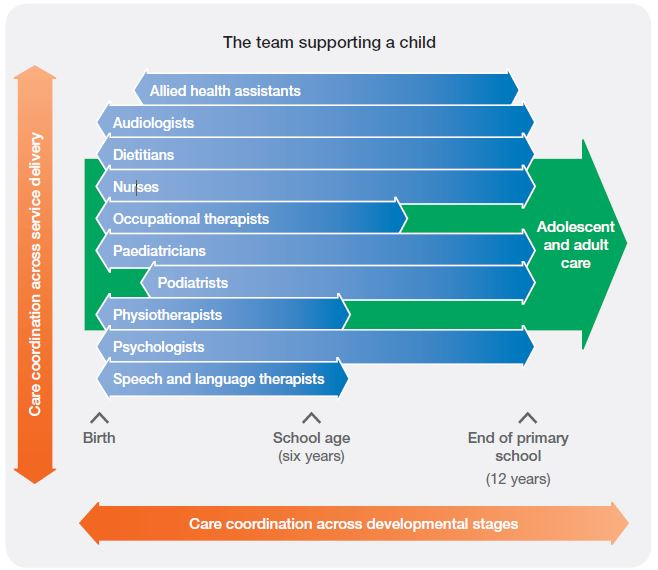 The team supporting a child
Care coordination across service delivery
Allied health assistants
Audiologists
Dietitians
Nurses
Occupational therapists
Paediatricians
Podiatrists
Physiotherapists
Psychologists
Speech and language therapists
Adolescent
and adult
care
Birth
School age
(six years)
End of primary
school
(12 years)
Care coordination across developmental stages